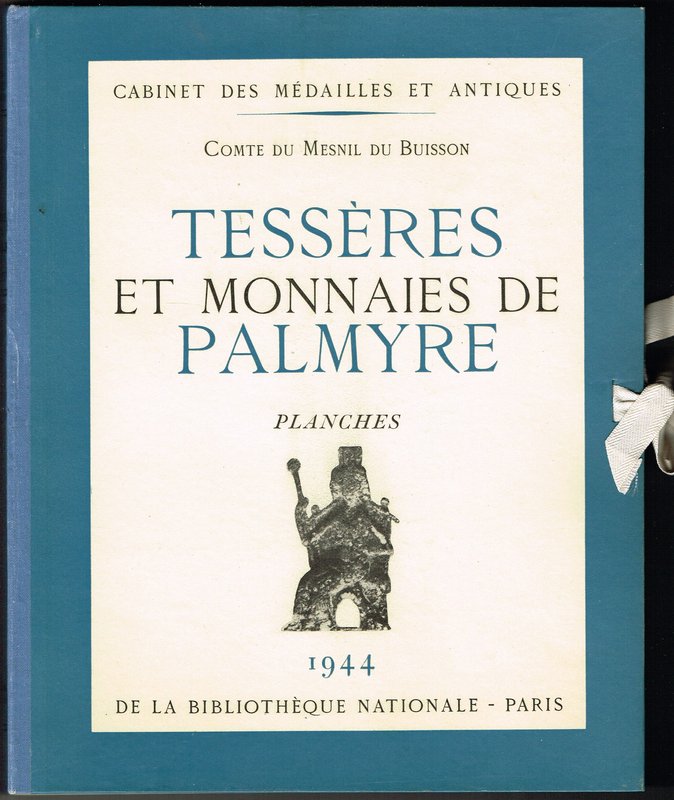 CABINET DES MÉDAILLES ET ANTIQUES
COMTE DU MESNIL DU BUISSON
TESSÈRES
ET MONNAIES DE
PALMYRE
PLANCHES
1944
DE LA BIBLIOTHÈQUE NATIONALE - PARIS